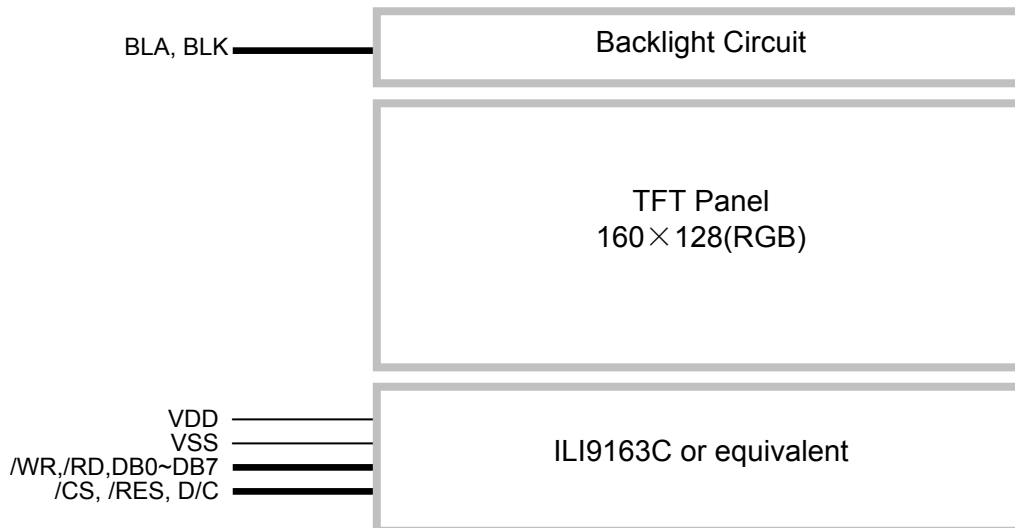 BLA, BLK
Backlight Circuit
TFT Panel
160×128(RGB)
VDD
VSS
/WR,/RD,DB0~DB7
/CS, /RES, D/C
ILI9163C or equivalent